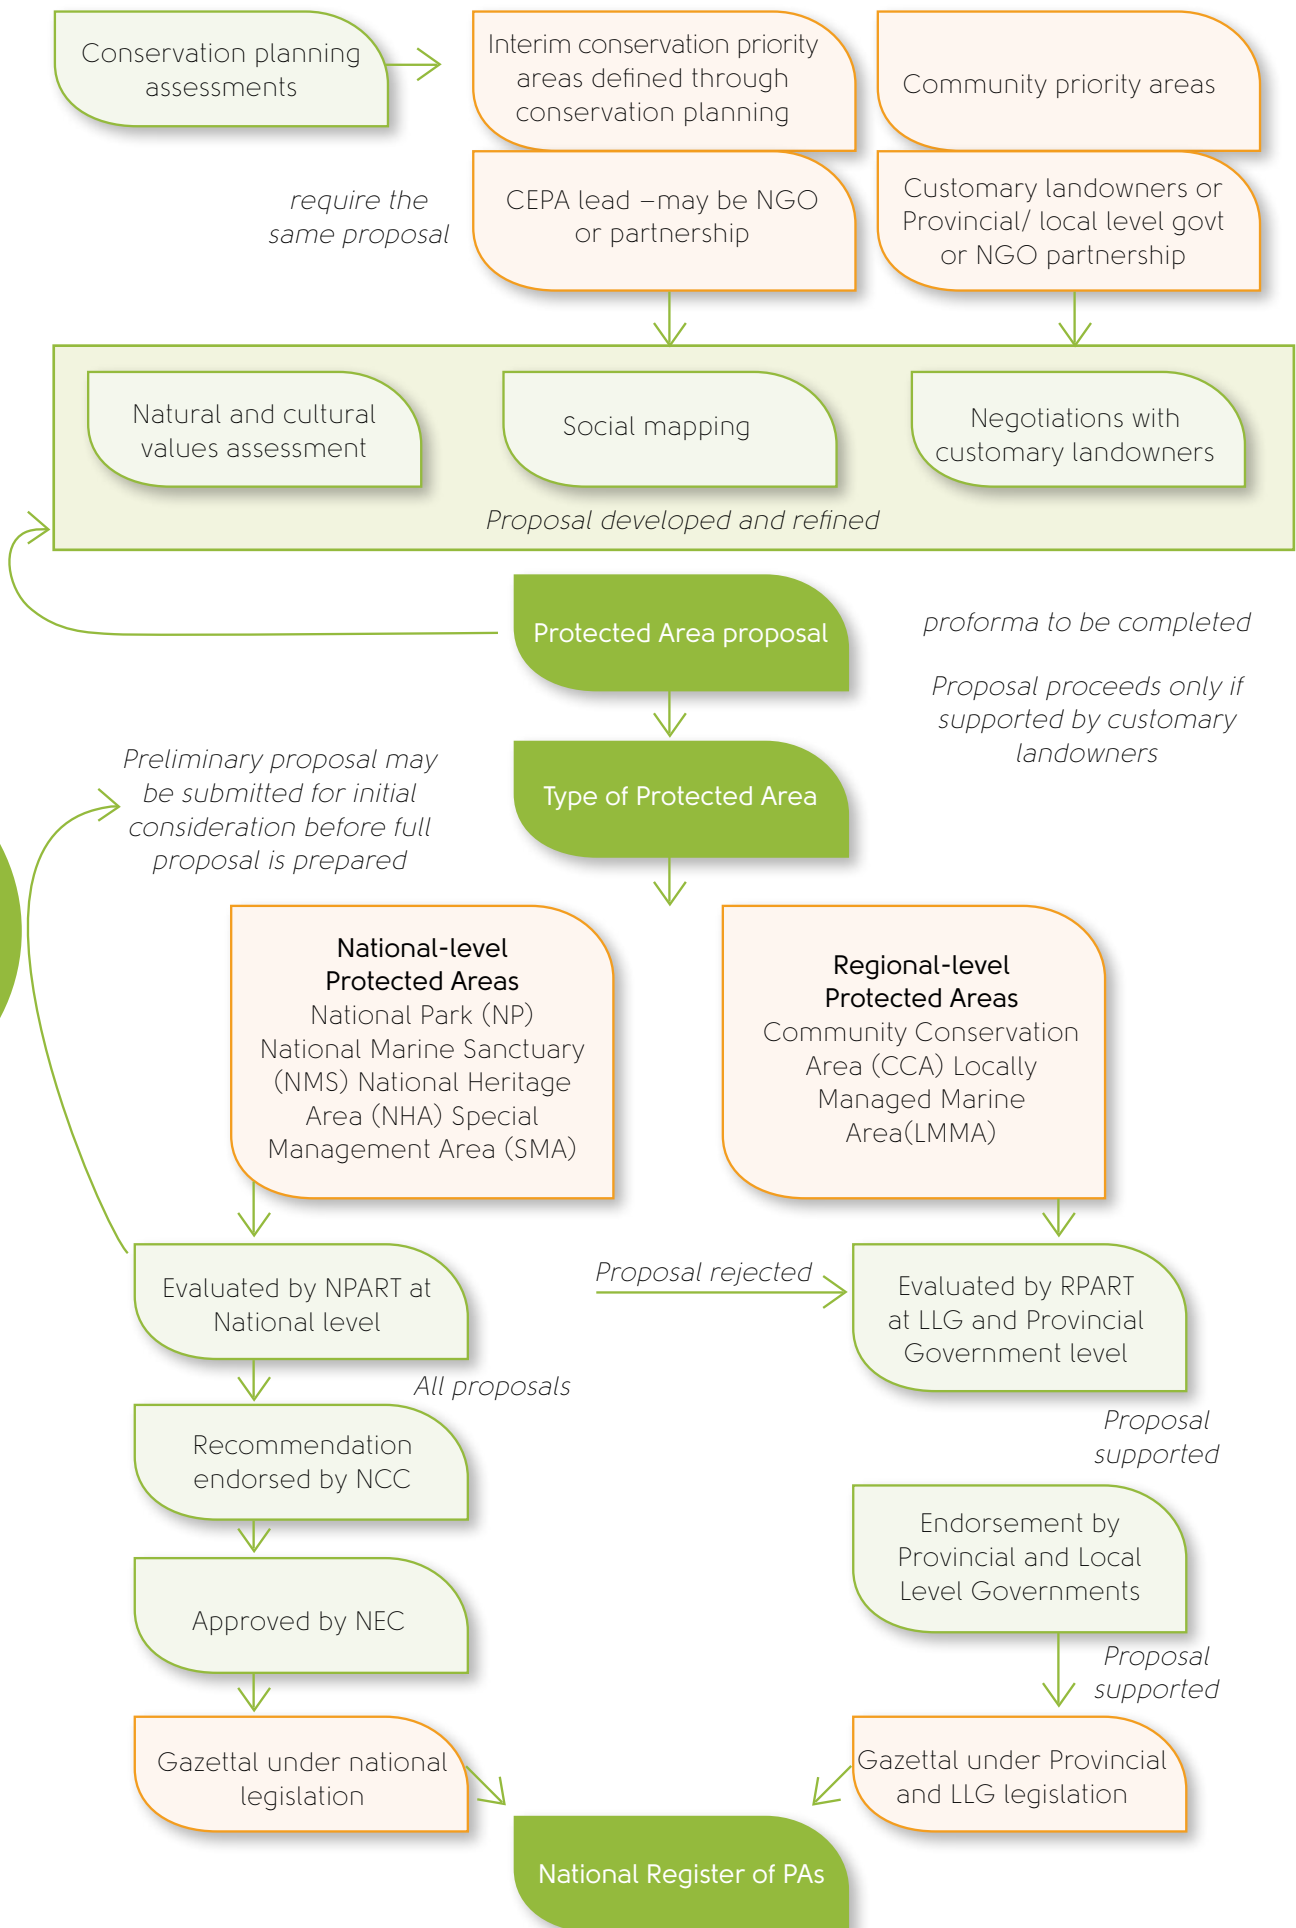 Conservation planning
assessments
Interim conservation priority
areas defined through
conservation planning
Community priority areas
require the
same proposal
CEPA lead –may be NGO
or partnership
Customary landowners or
Provincial/ local level govt
or NGO partnership
Natural and cultural
values assessment
Social mapping
Negotiations with
customary landowners
Proposal developed and refined
Protected Area proposal
proforma to be completed
Proposal proceeds only if
supported by customary
landowners
Preliminary proposal may
be submitted for initial
consideration before full
proposal is prepared
Type of Protected Area
National-level
Protected Areas
National Park (NP)
National Marine Sanctuary
(NMS) National Heritage
Area (NHA) Special
Management Area (SMA)
Regional-level
Protected Areas
Community Conservation
Area (CCA) Locally
Managed Marine
Area(LMMA)
Evaluated by NPART at
National level
Proposal rejected
Evaluated by RPART
at LLG and Provincial
Government level
All proposals
Proposal
supported
Recommendation
endorsed by NCC
Endorsement by
Provincial and Local
Level Governments
Approved by NEC
Proposal
supported
Gazettal under national
legislation
Gazettal under Provincial
and LLG legislation
National Register of PAs